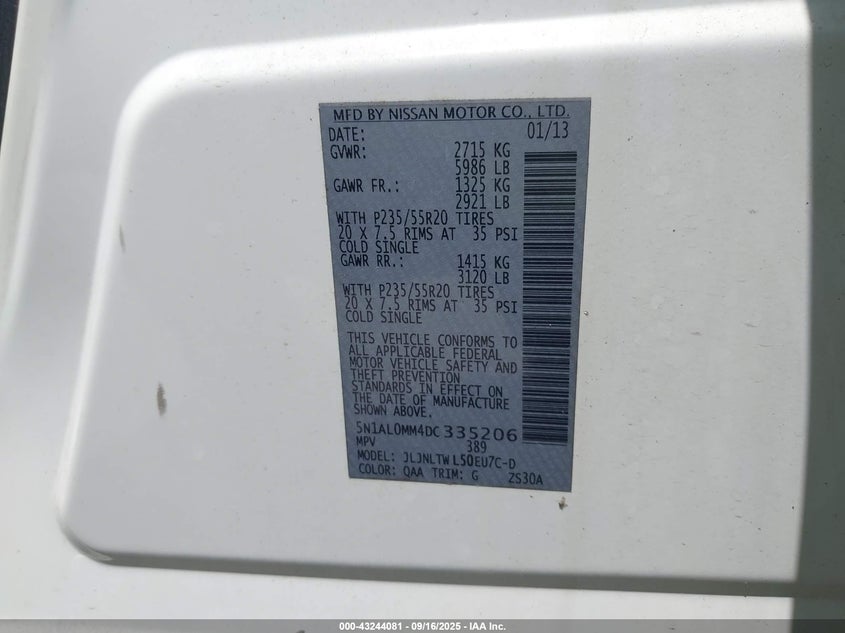 MFD BY NISSAN MOTOR CO., LTD.
DATE: 01/13
GVWR: 2715 KG
5986 LB
GAWR FR.: 1325 KG
2921 LB
WITH P235/55R20 TIRES
20 X 7.5 RIMS AT 35 PSI
COLD SINGLE
GAWR RR.: 1415 KG
3120 LB
WITH P235/55R20 TIRES
20 X 7.5 RIMS AT 35 PSI
COLD SINGLE
THIS VEHICLE CONFORMS TO
ALL APPLICABLE FEDERAL
MOTOR VEHICLE SAFETY AND
THEFT PREVENTION
STANDARDS IN EFFECT ON
THE DATE OF MANUFACTURE
SHOWN ABOVE.
5N1AL0MM4DC335206
MPV 389
MODEL: JLJNLTWL50EU7C-D
COLOR: QAA TRIM: G ZS30A
000-43244081 - 09/16/2025 - IAA Inc.